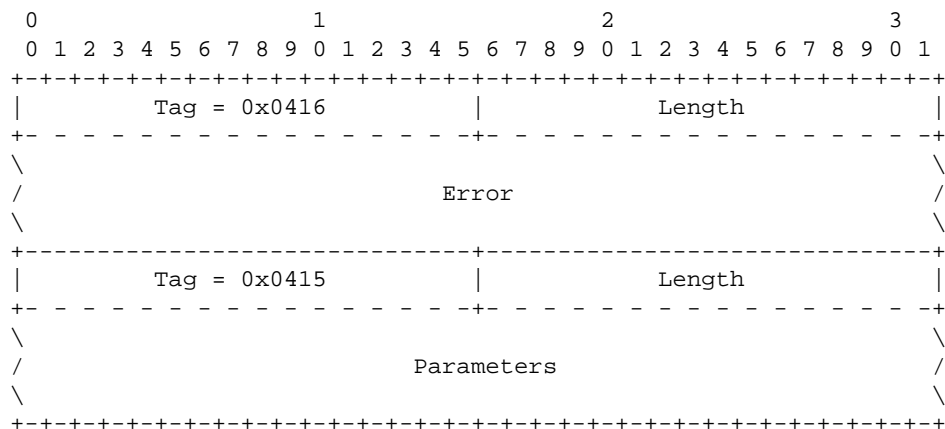 0                   1                   2                   3
 0 1 2 3 4 5 6 7 8 9 0 1 2 3 4 5 6 7 8 9 0 1 2 3 4 5 6 7 8 9 0 1
+-+-+-+-+-+-+-+-+-+-+-+-+-+-+-+-+-+-+-+-+-+-+-+-+-+-+-+-+-+-+-+-+
|         Tag = 0x0416          |            Length             |
+- - - - - - - - - - - - - - - -+- - - - - - - - - - - - - - - -+
\                                                               \
/                             Error                             /
\                                                               \
+-------------------------------+-------------------------------+
|         Tag = 0x0415          |            Length             |
+- - - - - - - - - - - - - - - -+- - - - - - - - - - - - - - - -+
\                                                               \
/                           Parameters                          /
\                                                               \
+-+-+-+-+-+-+-+-+-+-+-+-+-+-+-+-+-+-+-+-+-+-+-+-+-+-+-+-+-+-+-+-+